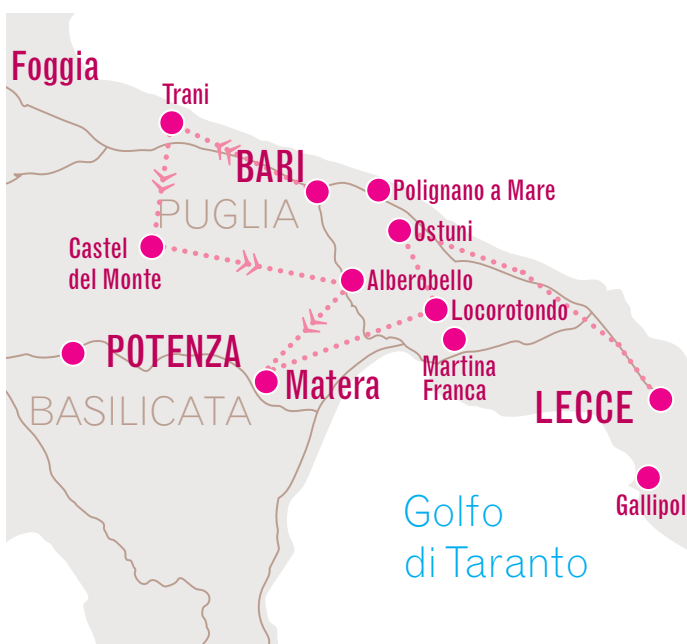 Foggia
Trani
BARI
Polignano a Mare
PUGLIA
Ostuni
Castel
del Monte
Alberobello
Locorotondo
POTENZA
Martina
Franca
Matera
BASILICATA
LECCE
Gallipol
Golfo
di Taranto